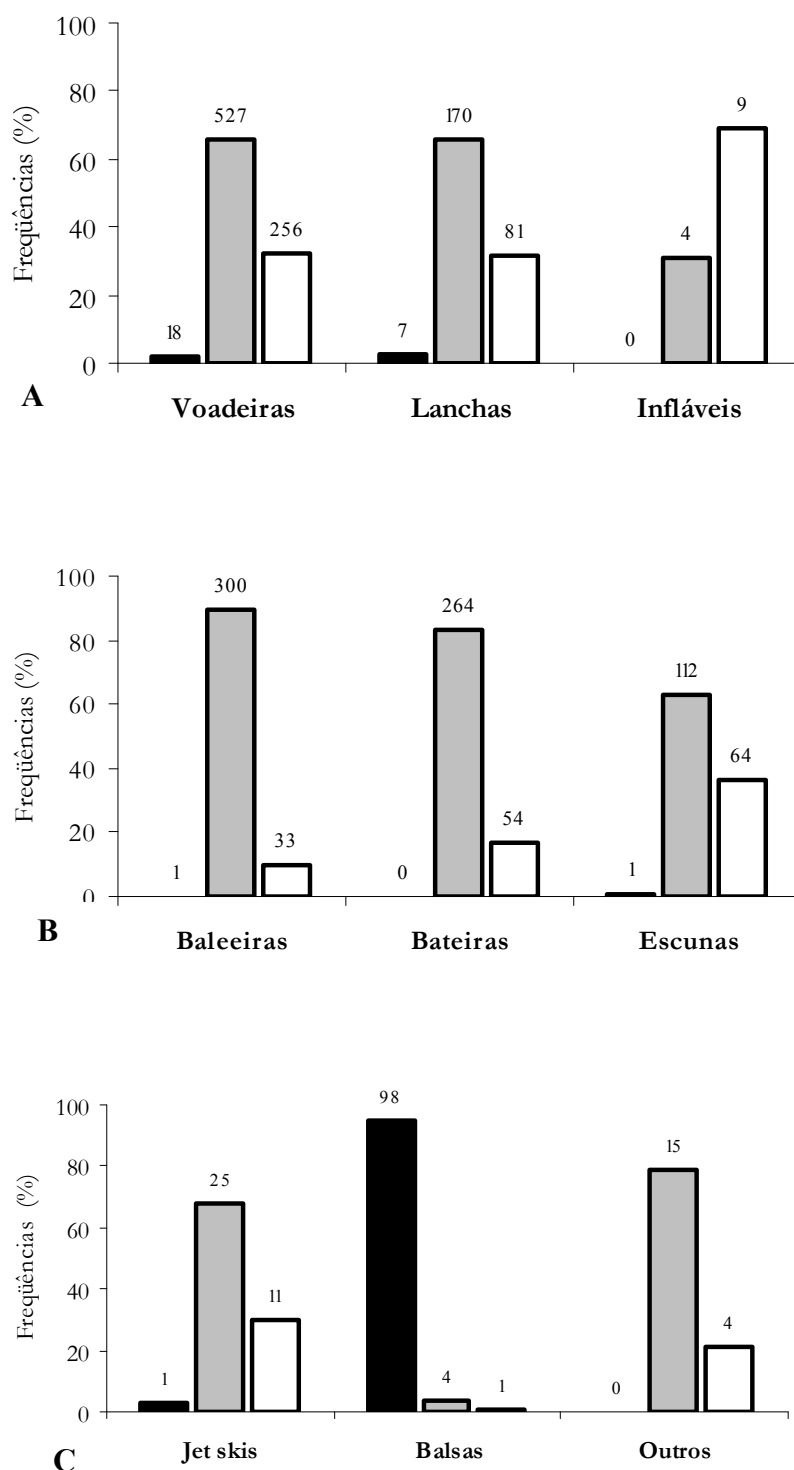 100
80
60
40
20
0
Freqüências (%)
18 527 256 7 170 81 0 4 9
A
Voadeiras Lanchas Infláveis
100
80
60
40
20
0
Freqüências (%)
1 300 33 0 264 54 1 112 64
B
Baleeiras Bateiras Escunas
100
80
60
40
20
0
Freqüências (%)
1 25 11 98 4 1 0 15 4
C
Jet skis Balsas Outros